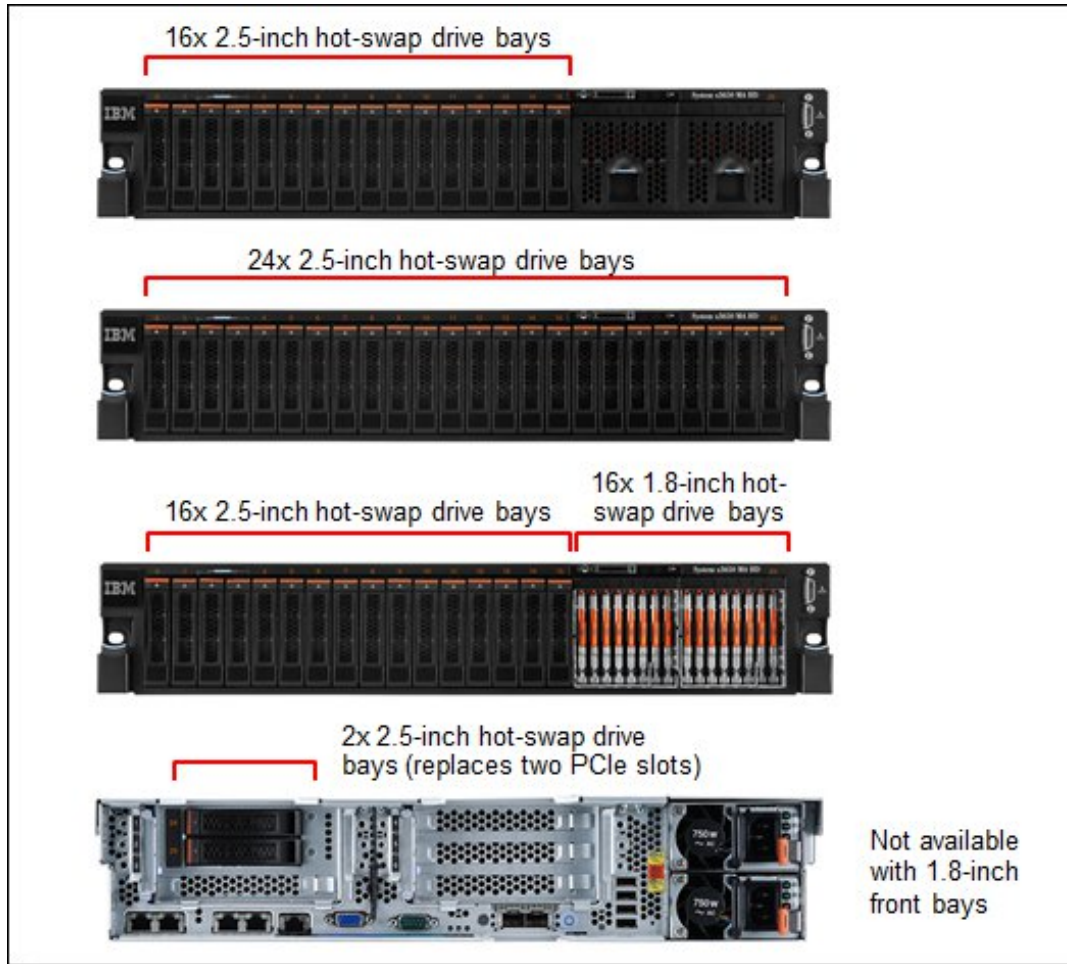 16x 2.5-inch hot-swap drive bays
IBM
24x 2.5-inch hot-swap drive bays
IBM
16x 1.8-inch hot-
16x 2.5-inch hot-swap drive bays
swap drive bays
IBM
2x 2.5-inch hot-swap drive
bays (replaces two PCIe slots)
750W
750W
Not available
with 1.8-inch
front bays